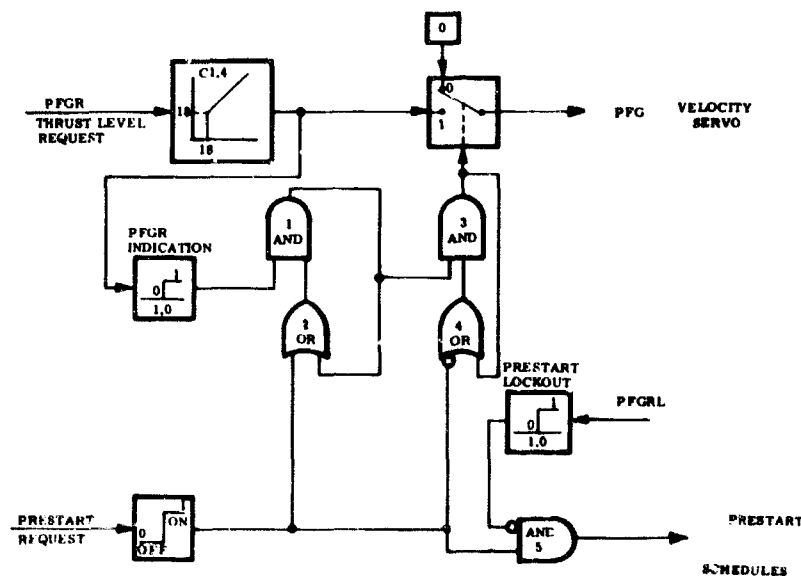 0
C1,4
PFGR
THRUST LEVEL
REQUEST
18
18
0
1
PFG
VELOCITY
SERVO
PFGR
INDICATION
1
0
1,0
1
AND
3
AND
2
OR
4
OR
PRESTART
LOCKOUT
1
0
1,0
PFGRL
PRESTART
REQUEST
1
ON
0
OFF
AND
5
PRESTART
SCHEDULES